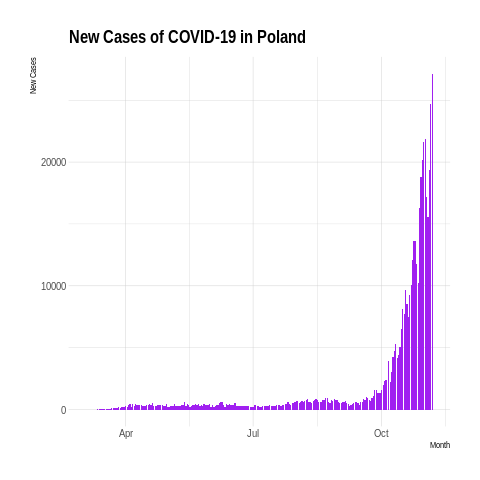 New Cases of COVID-19 in Poland
New Cases
20000
10000
0
Apr
Jul
Oct
Month